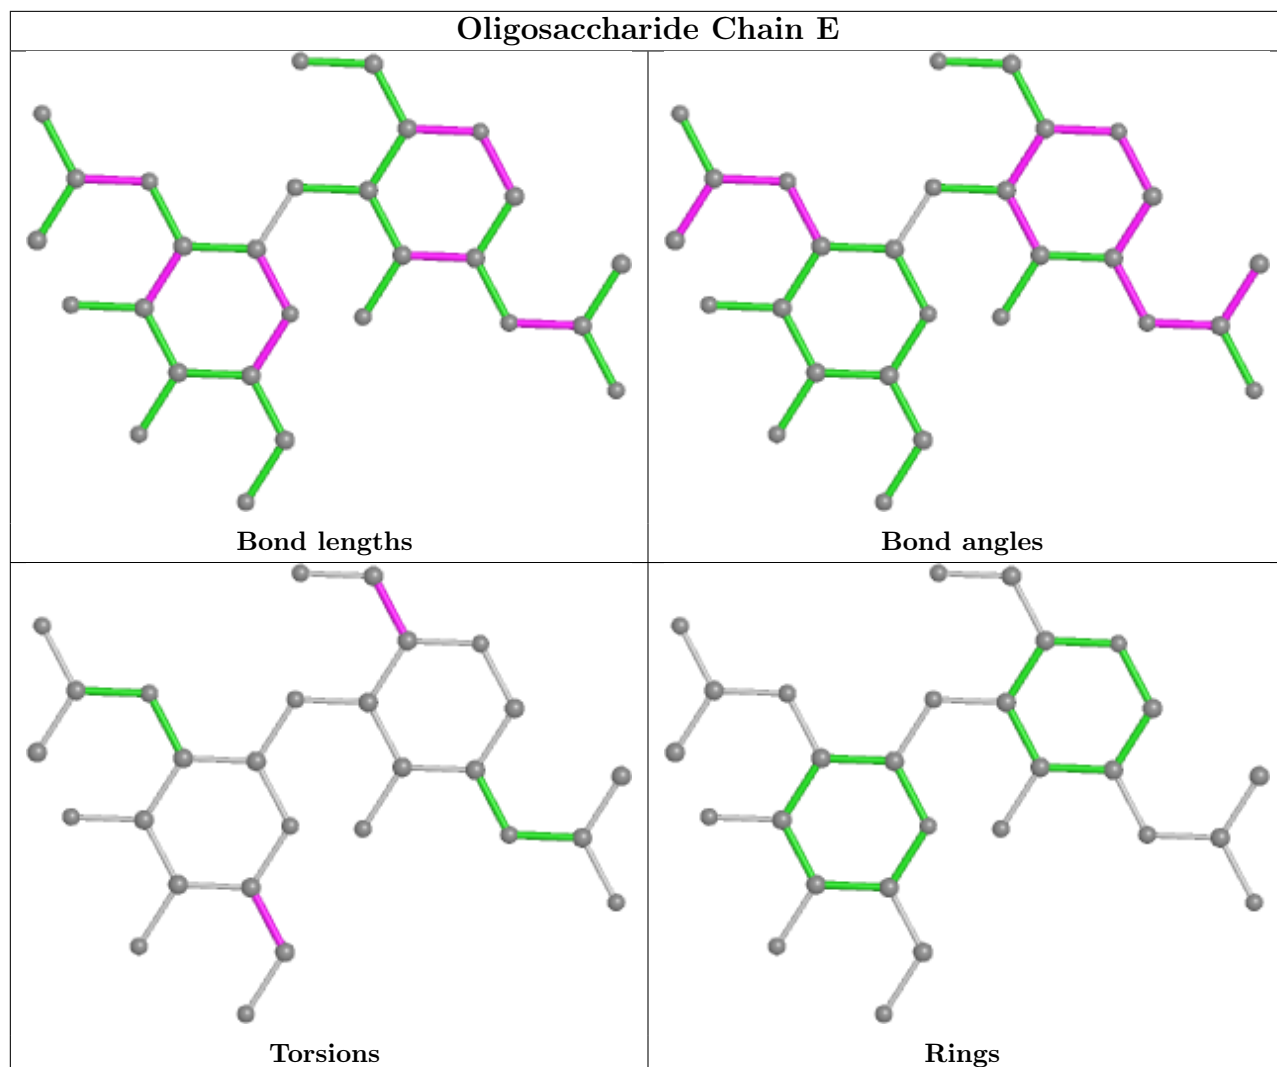 Oligosaccharide Chain E
Bond lengths
Bond angles
Torsions
Rings